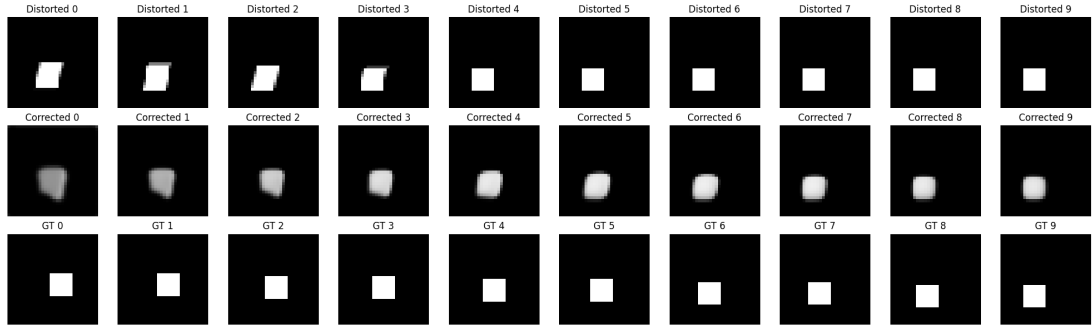 Distorted 0 Distorted 1 Distorted 2 Distorted 3 Distorted 4 Distorted 5 Distorted 6 Distorted 7 Distorted 8 Distorted 9
Corrected 0 Corrected 1 Corrected 2 Corrected 3 Corrected 4 Corrected 5 Corrected 6 Corrected 7 Corrected 8 Corrected 9
GT 0 GT 1 GT 2 GT 3 GT 4 GT 5 GT 6 GT 7 GT 8 GT 9